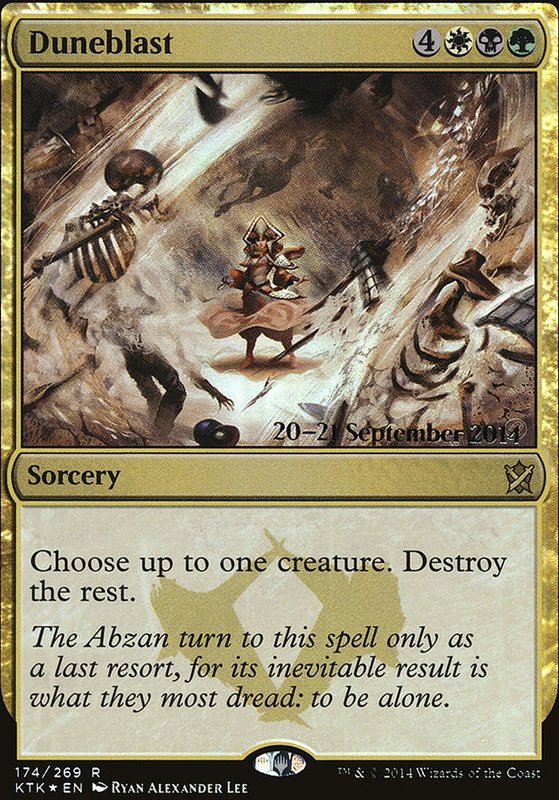 Duneblast 4
20–21 September 2014
Sorcery
Choose up to one creature. Destroy
the rest.
The Abzan turn to this spell only as
a last resort, for its inevitable result is
what they most dread: to be alone.
174/269 R
KTK ★ EN Ryan Alexander Lee
™ & © 2014 Wizards of the Coast